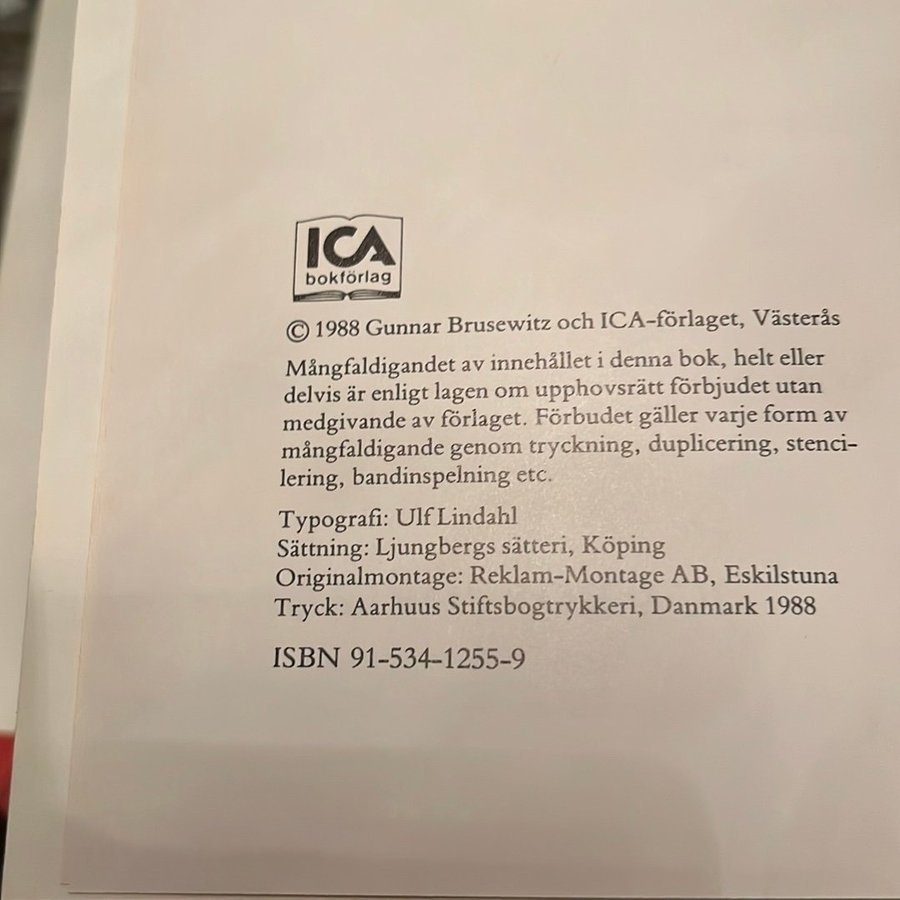 ICA
bokförlag
© 1988 Gunnar Brusewitz och ICA-förlaget, Västerås
Mångfaldigandet av innehållet i denna bok, helt eller
delvis är enligt lagen om upphovsrätt förbjudet utan
medgivande av förlaget. Förbudet gäller varje form av
mångfaldigande genom tryckning, duplicering, stenci-
lering, bandinspelning etc.
Typografi: Ulf Lindahl
Sättning: Ljungbergs sätteri, Köping
Originalmontage: Reklam-Montage AB, Eskilstuna
Tryck: Aarhuus Stiftsbogtrykkeri, Danmark 1988
ISBN 91-534-1255-9